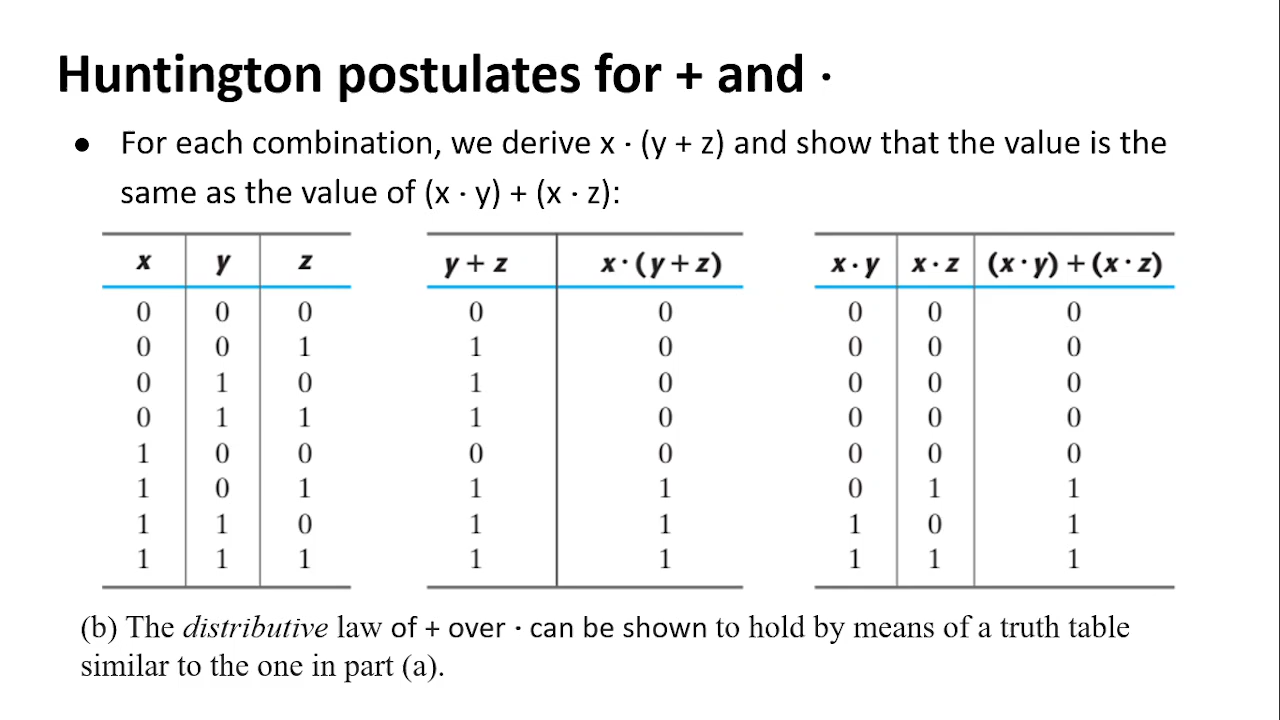 Huntington postulates for + and ·
● For each combination, we derive x · (y + z) and show that the value is the
same as the value of (x · y) + (x · z):
x y z y + z x · (y + z) x · y x · z (x · y) + (x · z)
0 0 0 0 0 0 0 0
0 0 1 1 0 0 0 0
0 1 0 1 0 0 0 0
0 1 1 1 0 0 0 0
1 0 0 0 0 0 0 0
1 0 1 1 1 0 1 1
1 1 0 1 1 1 0 1
1 1 1 1 1 1 1 1
(b) The distributive law of + over · can be shown to hold by means of a truth table
similar to the one in part (a).